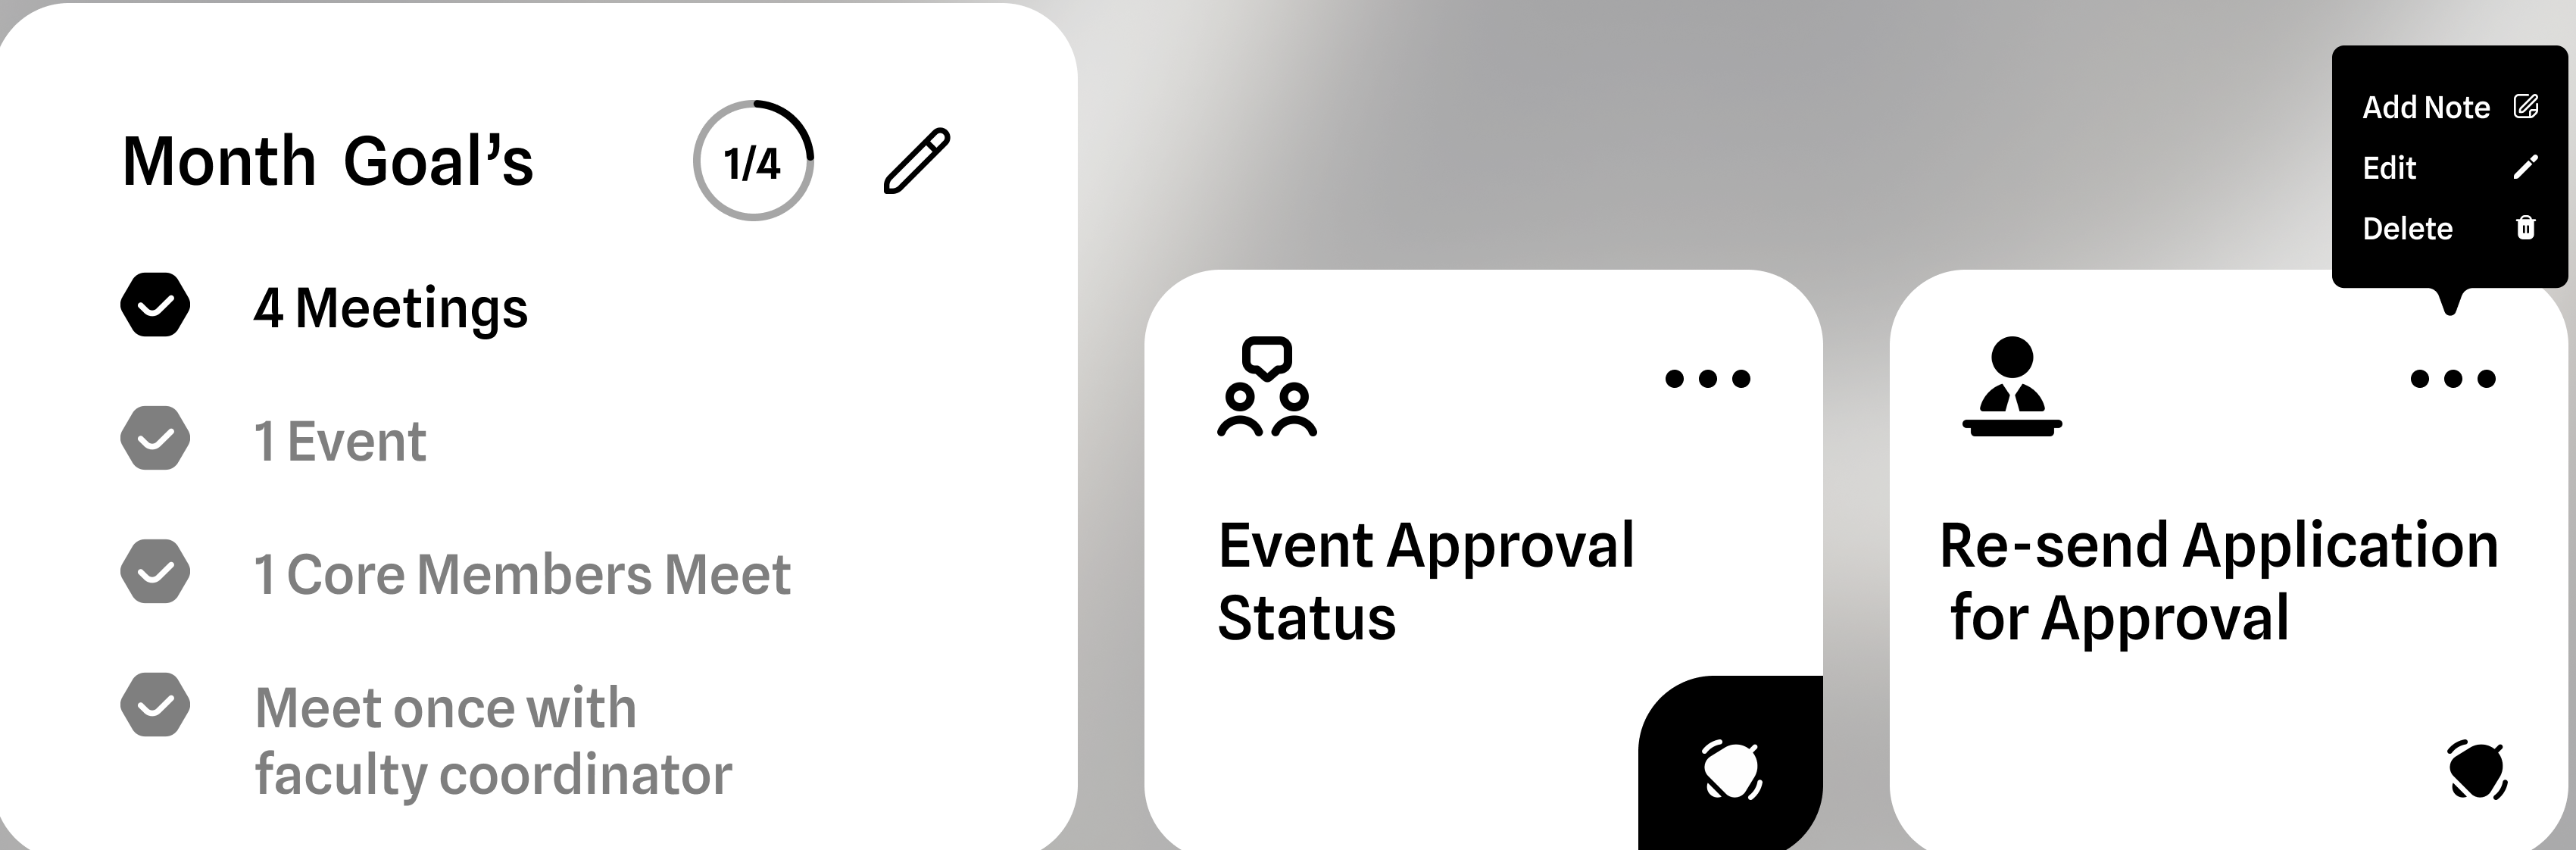 Month Goal’s
1/4
4 Meetings
1 Event
1 Core Members Meet
Meet once with
faculty coordinator
Event Approval
Status
Add Note
Edit
Delete
Re-send Application
for Approval